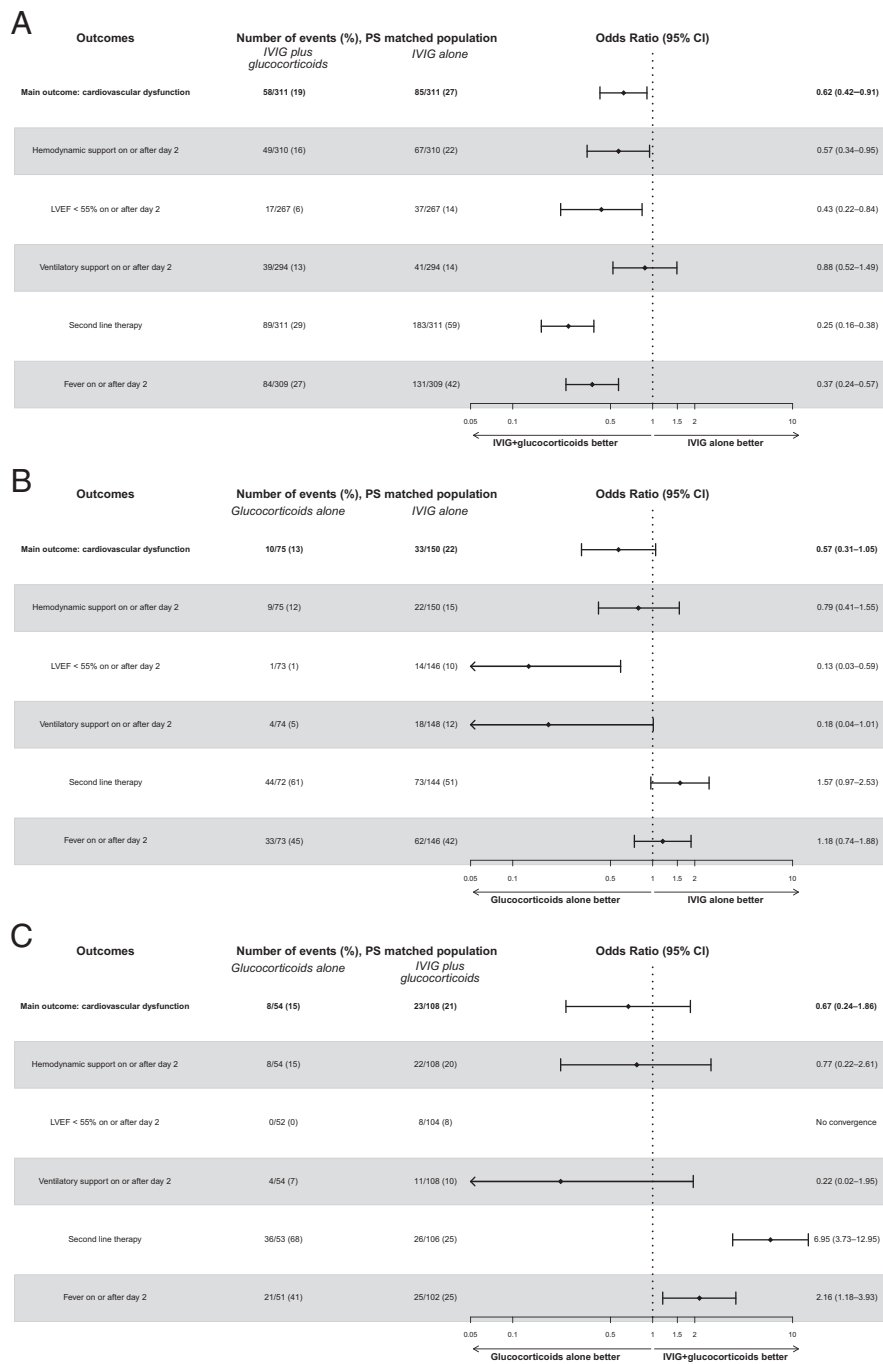 A
Outcomes Number of events (%), PS matched population Odds Ratio (95% CI)
IVIG plus IVIG alone
glucocorticoids
Main outcome: cardiovascular dysfunction 58/311 (19) 85/311 (27) 0.62 (0.42–0.91)
Hemodynamic support on or after day 2 49/310 (16) 67/310 (22) 0.57 (0.34–0.95)
LVEF < 55% on or after day 2 17/267 (6) 37/267 (14) 0.43 (0.22–0.84)
Ventilatory support on or after day 2 39/294 (13) 41/294 (14) 0.88 (0.52–1.49)
Second line therapy 89/311 (29) 183/311 (59) 0.25 (0.16–0.38)
Fever on or after day 2 84/309 (27) 131/309 (42) 0.37 (0.24–0.57)
0.05 0.1 0.5 1 1.5 2 10
IVIG+glucocorticoids better IVIG alone better
B
Outcomes Number of events (%), PS matched population Odds Ratio (95% CI)
Glucocorticoids alone IVIG alone
Main outcome: cardiovascular dysfunction 10/75 (13) 33/150 (22) 0.57 (0.31–1.05)
Hemodynamic support on or after day 2 9/75 (12) 22/150 (15) 0.79 (0.41–1.55)
LVEF < 55% on or after day 2 1/73 (1) 14/146 (10) 0.13 (0.03–0.59)
Ventilatory support on or after day 2 4/74 (5) 18/148 (12) 0.18 (0.04–1.01)
Second line therapy 44/72 (61) 73/144 (51) 1.57 (0.97–2.53)
Fever on or after day 2 33/73 (45) 62/146 (42) 1.18 (0.74–1.88)
0.05 0.1 0.5 1 1.5 2 10
Glucocorticoids alone better IVIG alone better
C
Outcomes Number of events (%), PS matched population Odds Ratio (95% CI)
Glucocorticoids alone IVIG plus
glucocorticoids
Main outcome: cardiovascular dysfunction 8/54 (15) 23/108 (21) 0.67 (0.24–1.86)
Hemodynamic support on or after day 2 8/54 (15) 22/108 (20) 0.77 (0.22–2.61)
LVEF < 55% on or after day 2 0/52 (0) 8/104 (8) No convergence
Ventilatory support on or after day 2 4/54 (7) 11/108 (10) 0.22 (0.02–1.95)
Second line therapy 36/53 (68) 26/106 (25) 6.95 (3.73–12.95)
Fever on or after day 2 21/51 (41) 25/102 (25) 2.16 (1.18–3.93)
0.05 0.1 0.5 1 1.5 2 10
Glucocorticoids alone better IVIG+glucocorticoids better